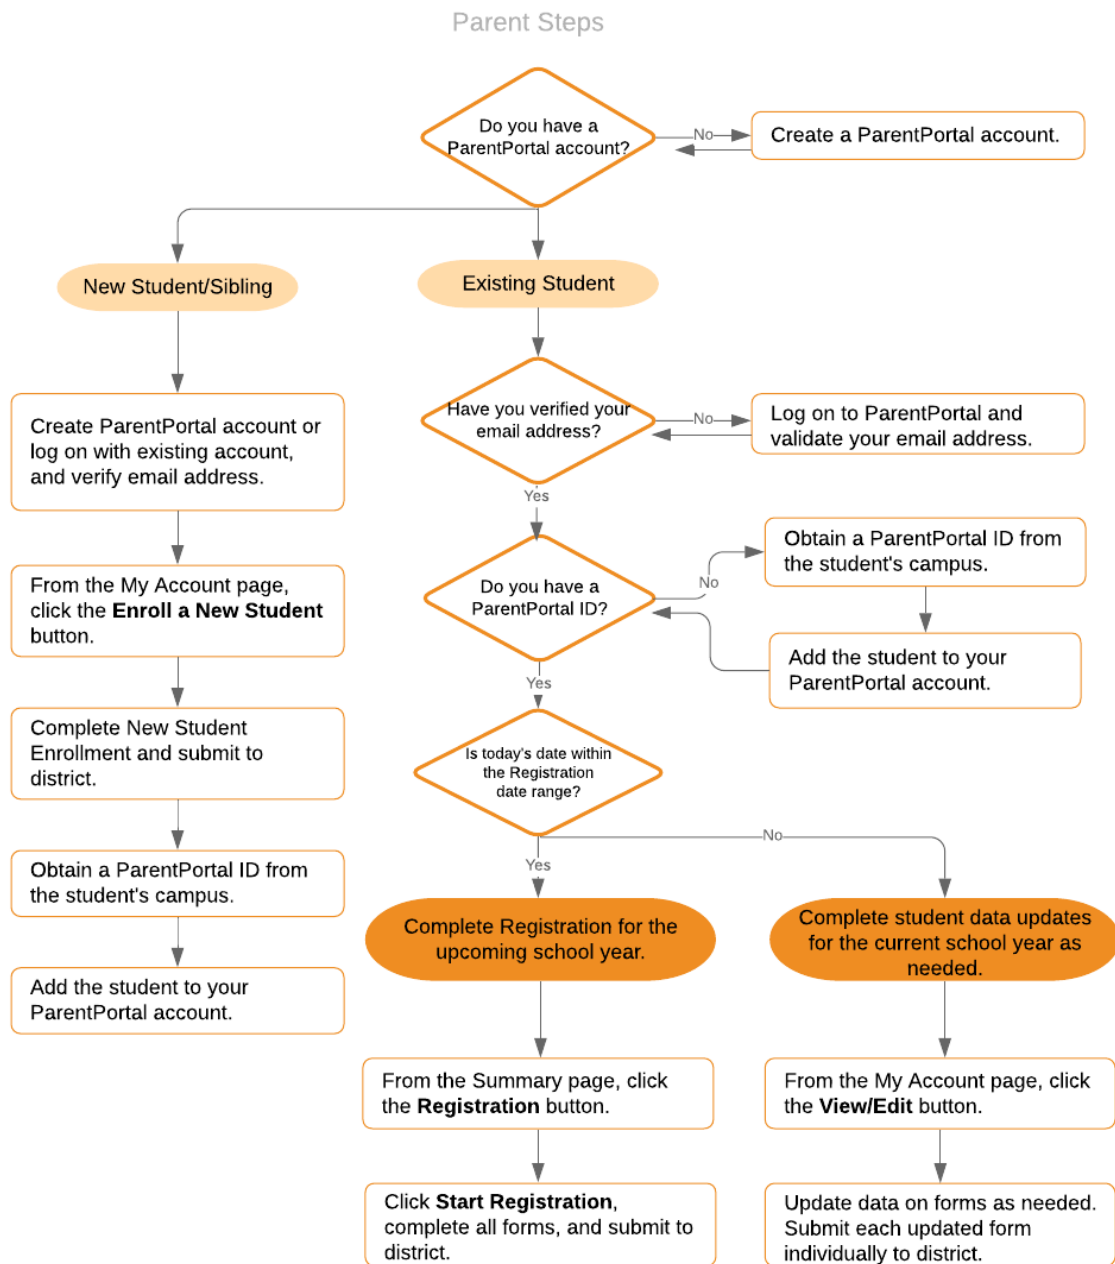 Parent Steps
Do you have a
ParentPortal account?
No
Create a ParentPortal account.
New Student/Sibling
Existing Student
Create ParentPortal account or
log on with existing account,
and verify email address.
From the My Account page,
click the Enroll a New Student
button.
Complete New Student
Enrollment and submit to
district.
Obtain a ParentPortal ID from
the student's campus.
Add the student to your
ParentPortal account.
Have you verified your
email address?
No
Log on to ParentPortal and
validate your email address.
Yes
Do you have a
ParentPortal ID?
No
Obtain a ParentPortal ID from
the student's campus.
Add the student to your
ParentPortal account.
Yes
Is today's date within
the Registration
date range?
Yes
No
Complete Registration for the
upcoming school year.
From the Summary page, click
the Registration button.
Click Start Registration,
complete all forms, and submit to
district.
Complete student data updates
for the current school year as
needed.
From the My Account page, click
the View/Edit button.
Update data on forms as needed.
Submit each updated form
individually to district.